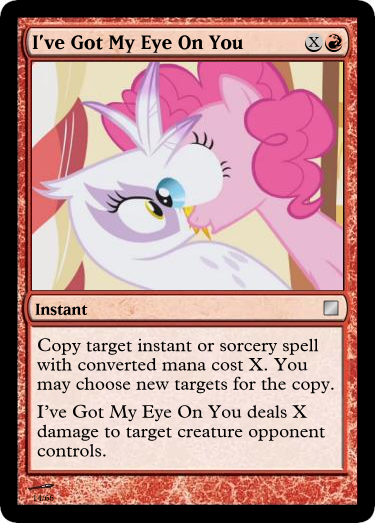 I've Got My Eye On You
X
Instant
Copy target instant or sorcery spell
with converted mana cost X. You
may choose new targets for the copy.
I've Got My Eye On You deals X
damage to target creature opponent
controls.